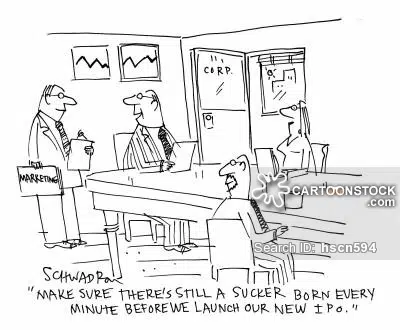 CORP.
MARKETING
CARTOONSTOCK
.com
Search ID: hscn594
SCHWADRON
"MAKE SURE THERE'S STILL A SUCKER BORN EVERY
MINUTE BEFORE WE LAUNCH OUR NEW IPO."